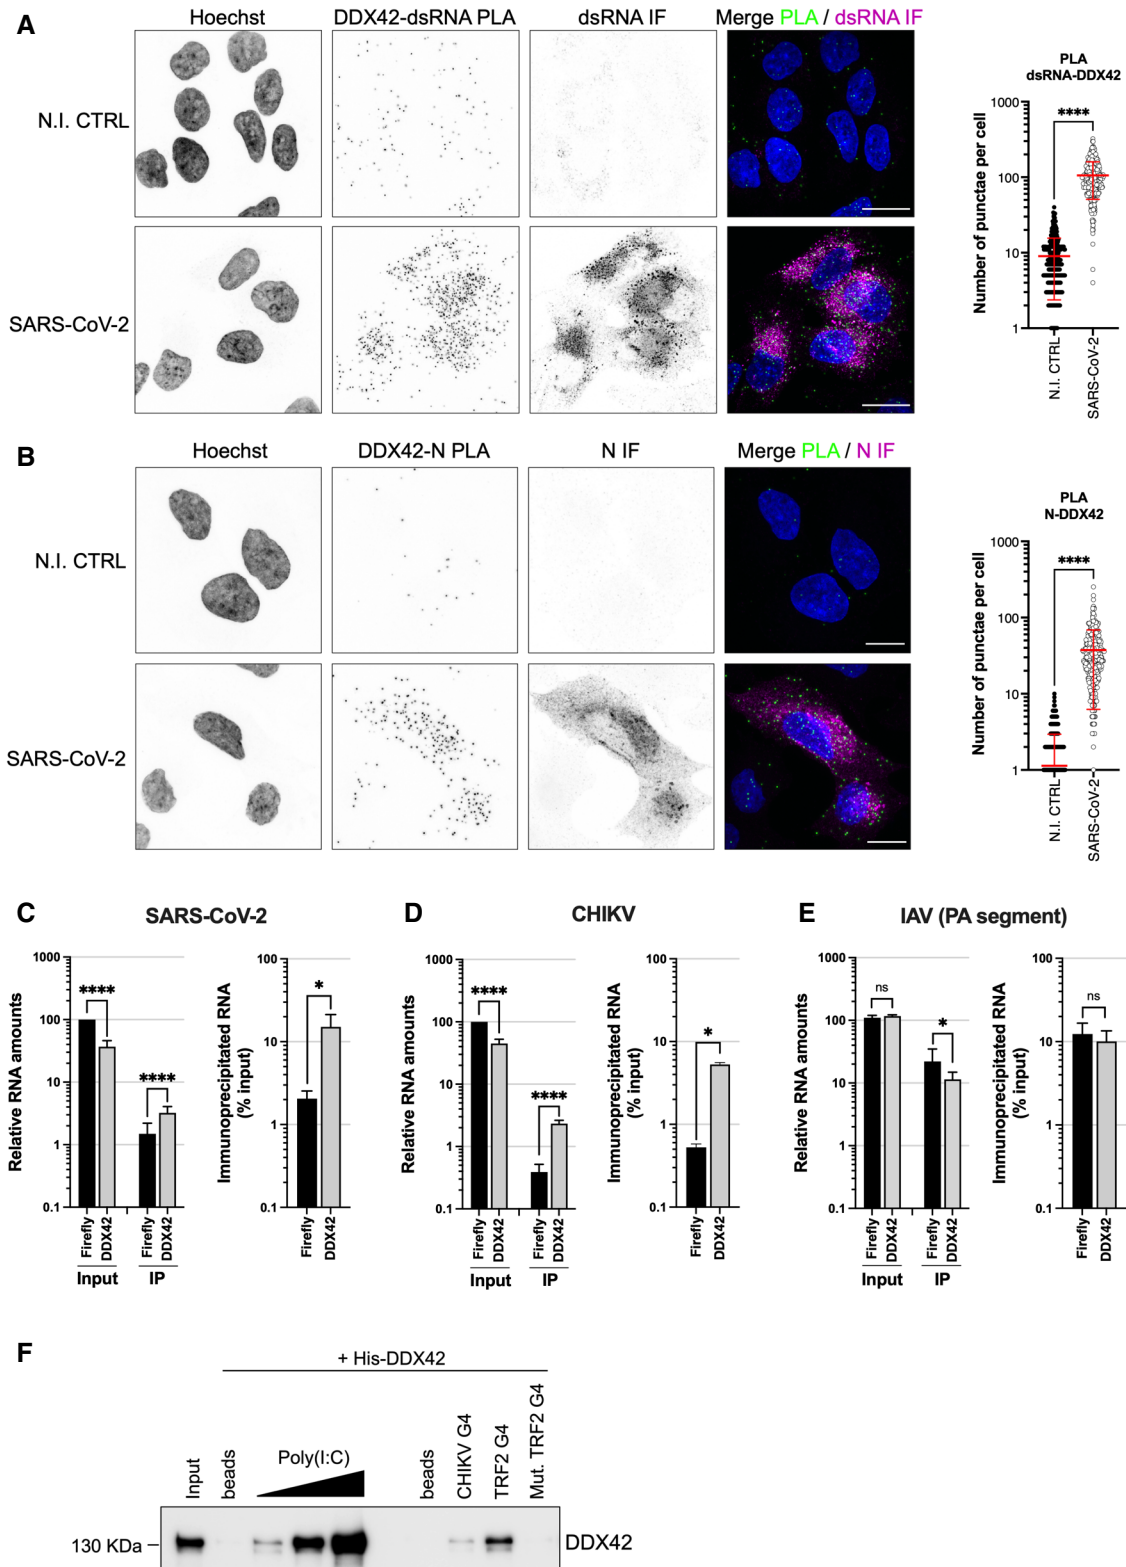 A
Hoechst
DDX42-dsRNA PLA
dsRNA IF
Merge PLA / dsRNA IF
N.I. CTRL
SARS-CoV-2
PLA
dsRNA-DDX42
Number of punctae per cell
1000
100
10
1
****
N.I. CTRL
SARS-CoV-2
B
Hoechst
DDX42-N PLA
N IF
Merge PLA / N IF
N.I. CTRL
SARS-CoV-2
PLA
N-DDX42
Number of punctae per cell
1000
100
10
1
****
N.I. CTRL
SARS-CoV-2
C
SARS-CoV-2
Relative RNA amounts
1000
100
10
1
0.1
****
****
Firefly
DDX42
Firefly
DDX42
Input
IP
Immunoprecipitated RNA
(% input)
100
10
1
0.1
*
Firefly
DDX42
D
CHIKV
Relative RNA amounts
1000
100
10
1
0.1
****
****
Firefly
DDX42
Firefly
DDX42
Input
IP
Immunoprecipitated RNA
(% input)
100
10
1
0.1
*
Firefly
DDX42
E
IAV (PA segment)
Relative RNA amounts
1000
100
10
1
0.1
ns
*
Firefly
DDX42
Firefly
DDX42
Input
IP
Immunoprecipitated RNA
(% input)
100
10
1
0.1
ns
Firefly
DDX42
F
+ His-DDX42
Input
beads
Poly(I:C)
beads
CHIKV G4
TRF2 G4
Mut. TRF2 G4
130 KDa
DDX42